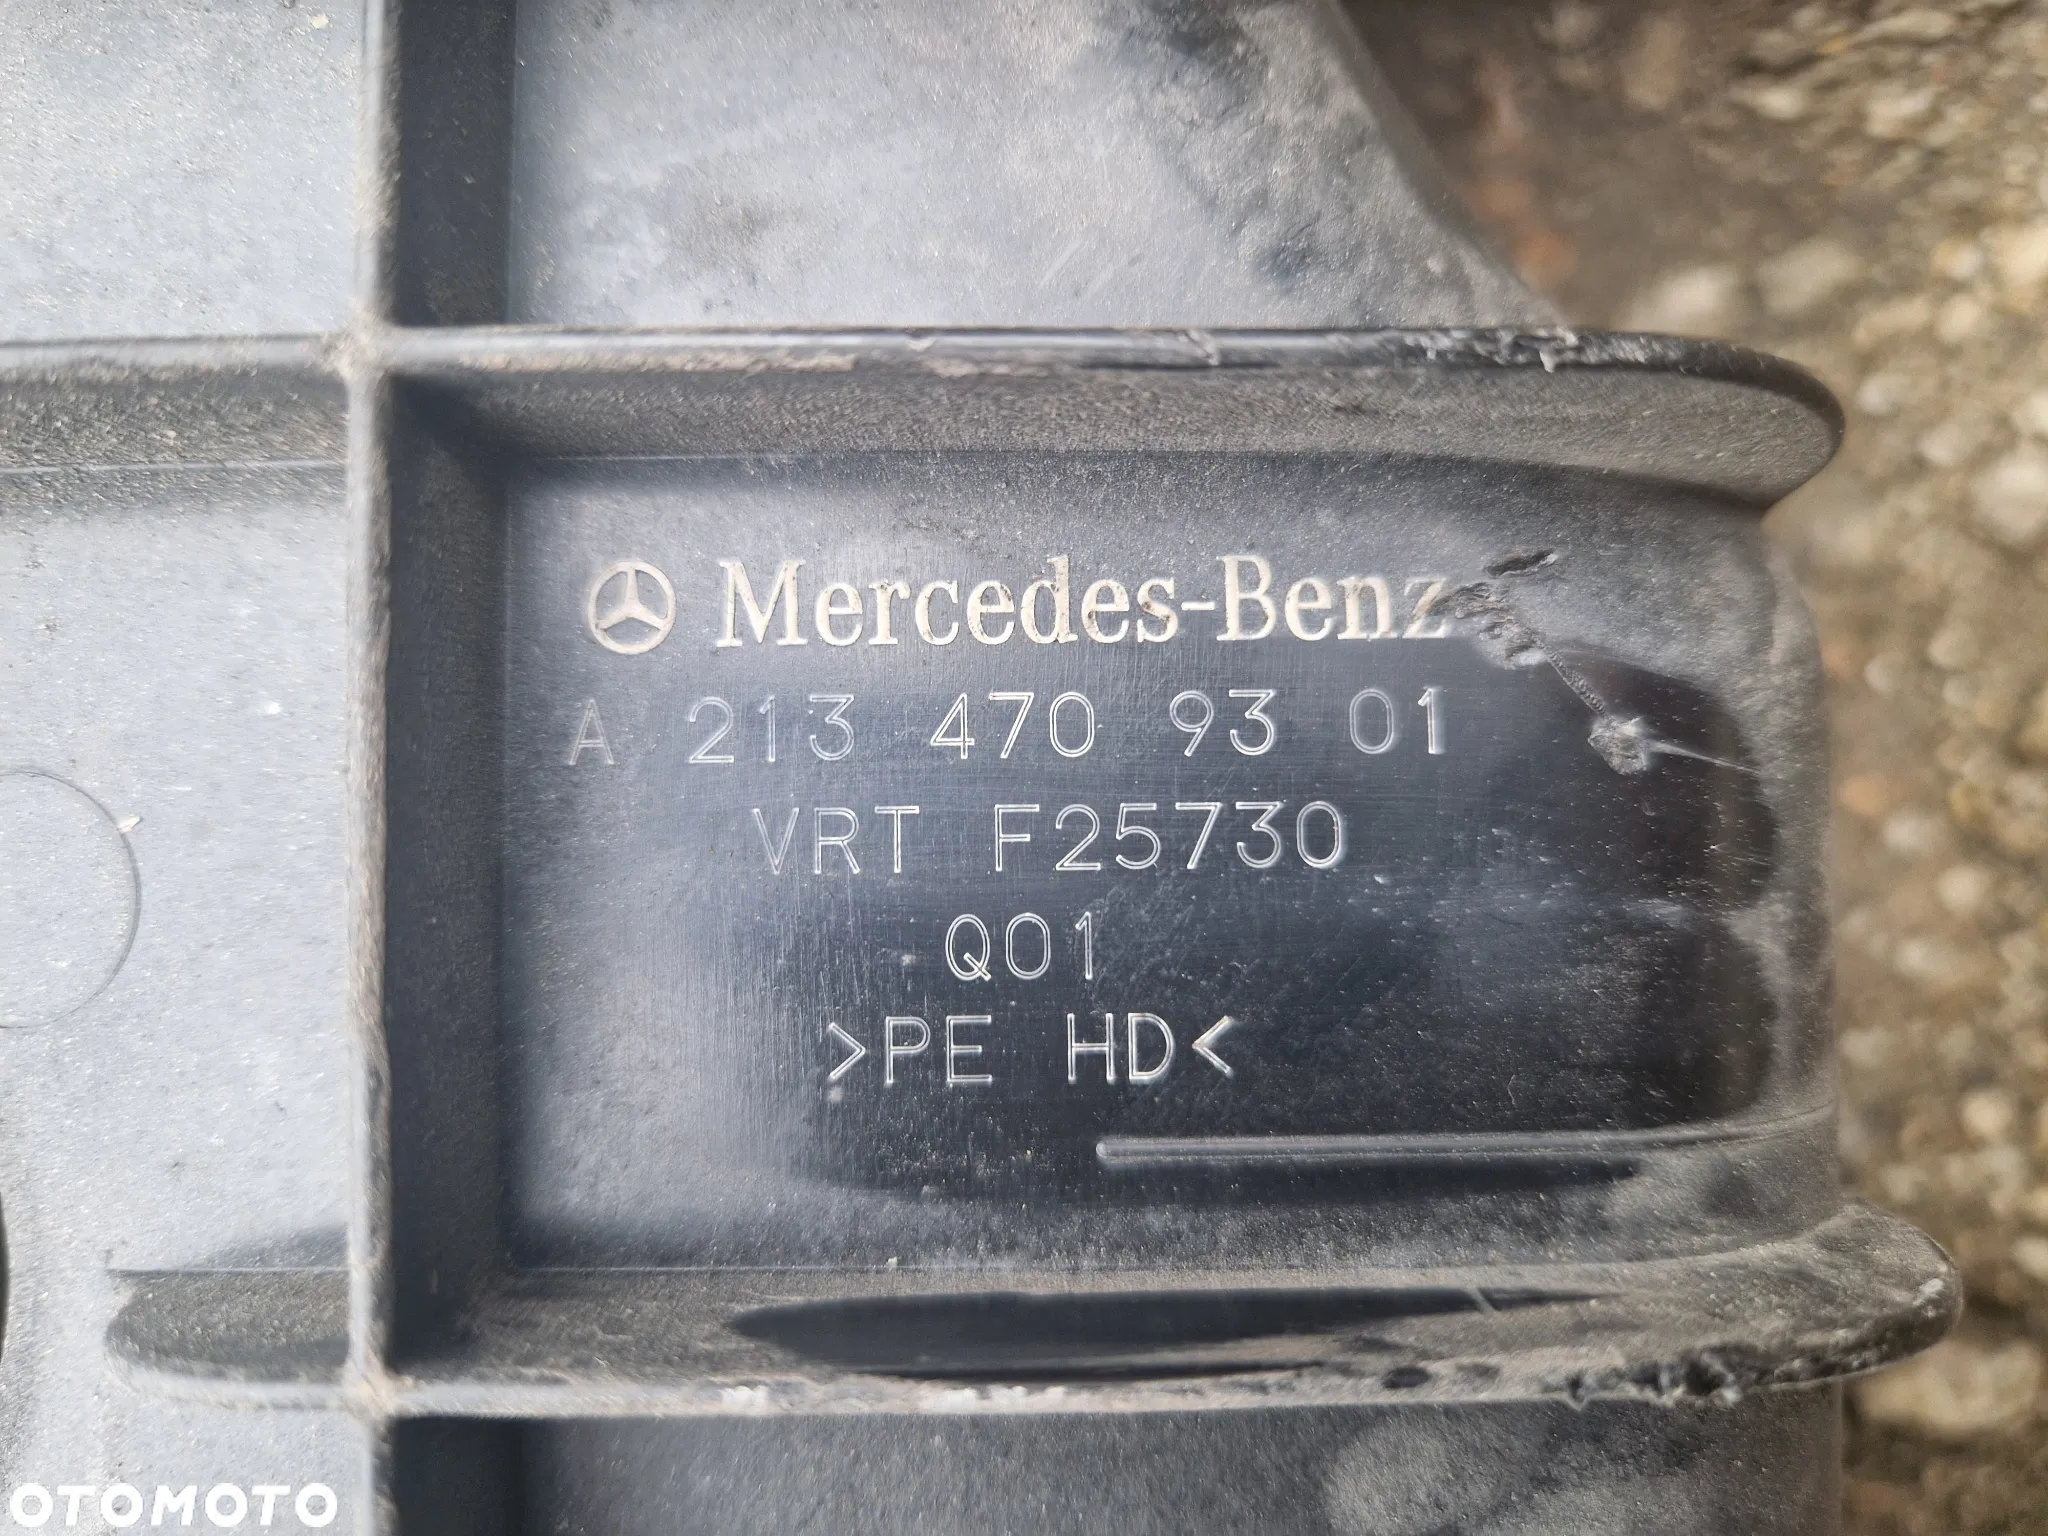 Mercedes-Benz
A 213 470 93 01
VRT F25730
Q01
>PE HD<
OTOMOTO